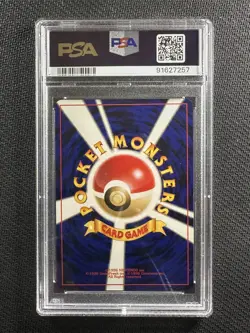 PSA
PSA
91627257
POCKET MONSTERS
CARD GAME